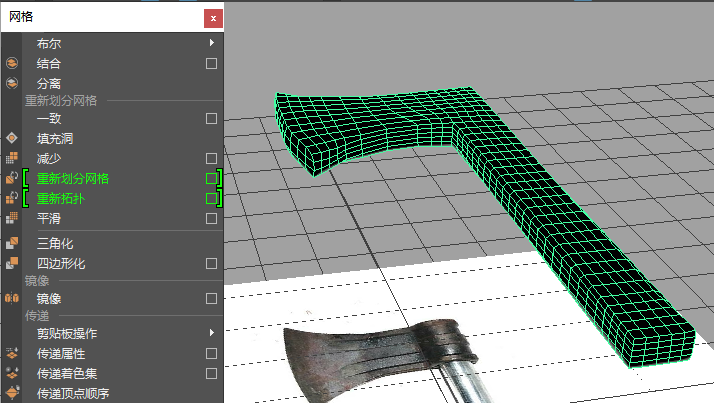 网格
x
布尔
结合
分离
重新划分网格
一致
填充洞
减少
重新划分网格
重新拓扑
平滑
三角化
四边形化
镜像
镜像
传递
剪贴板操作
传递属性
传递着色集
传递顶点顺序